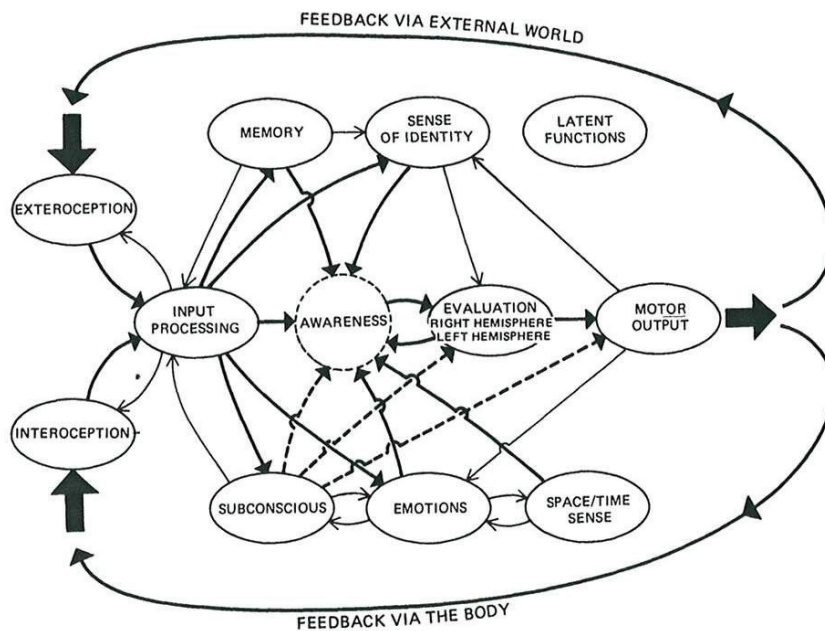 FEEDBACK VIA EXTERNAL WORLD
MEMORY
SENSE
OF IDENTITY
LATENT
FUNCTIONS
EXTEROCEPTION
INPUT
PROCESSING
AWARENESS
EVALUATION
RIGHT HEMISPHERE
LEFT HEMISPHERE
MOTOR
OUTPUT
INTEROCEPTION
SUBCONSCIOUS
EMOTIONS
SPACE/TIME
SENSE
FEEDBACK VIA THE BODY